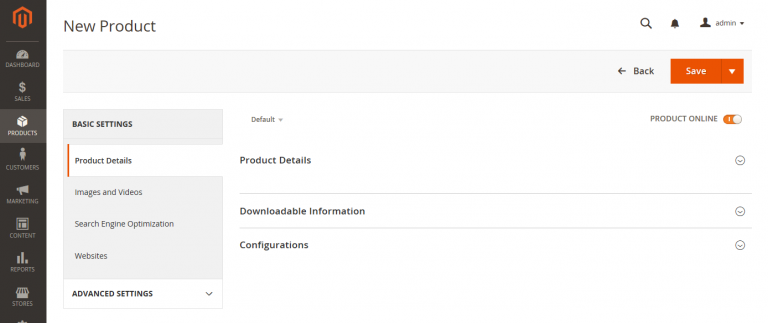 New Product
admin
Back
Save
DASHBOARD
$
SALES
PRODUCTS
CUSTOMERS
MARKETING
CONTENT
REPORTS
STORES
BASIC SETTINGS
Product Details
Images and Videos
Search Engine Optimization
Websites
ADVANCED SETTINGS
Default
PRODUCT ONLINE
Product Details
Downloadable Information
Configurations